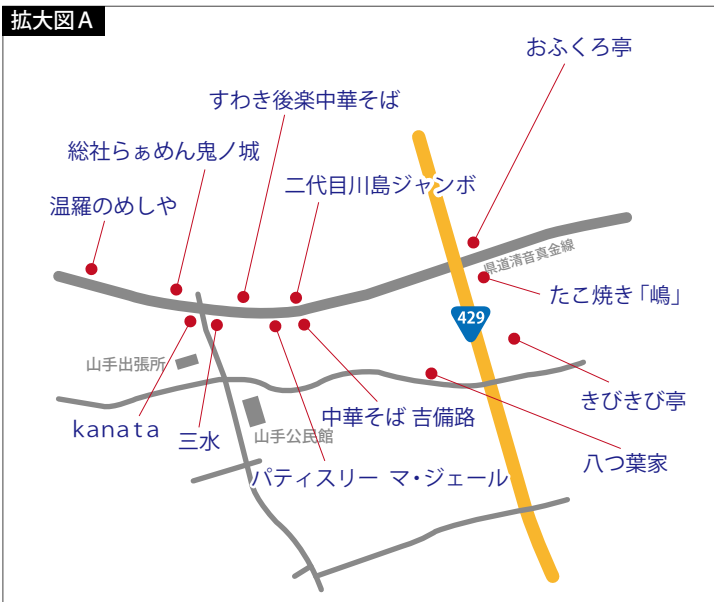 拡大図A
おふくろ亭
すわき後楽中華そば
総社らぁめん鬼ノ城
二代目川島ジャンボ
温羅のめしや
県道清音真金線
たこ焼き「嶋」
429
山手出張所
きびきび亭
中華そば 吉備路
kanata
三水
山手公民館
八つ葉家
パティスリー マ・ジェール